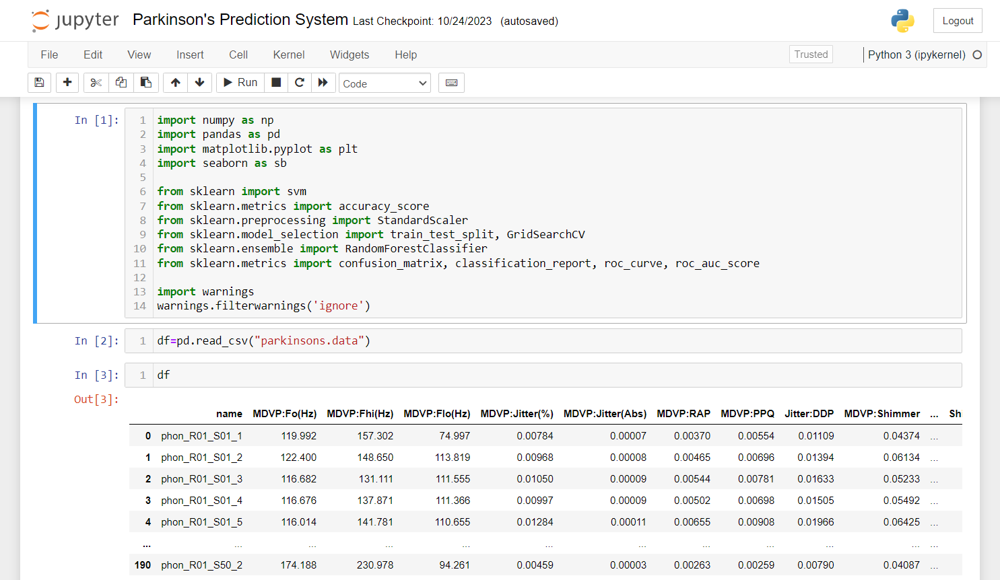 jupyter Parkinson's Prediction System Last Checkpoint: 10/24/2023 (autosaved) Logout
File Edit View Insert Cell Kernel Widgets Help Trusted Python 3 (ipykernel)
Run Code
In [1]:
1 import numpy as np
2 import pandas as pd
3 import matplotlib.pyplot as plt
4 import seaborn as sb
5
6 from sklearn import svm
7 from sklearn.metrics import accuracy_score
8 from sklearn.preprocessing import StandardScaler
9 from sklearn.model_selection import train_test_split, GridSearchCV
10 from sklearn.ensemble import RandomForestClassifier
11 from sklearn.metrics import confusion_matrix, classification_report, roc_curve, roc_auc_score
12
13 import warnings
14 warnings.filterwarnings('ignore')
In [2]: 1 df=pd.read_csv("parkinsons.data")
In [3]: 1 df
Out[3]:
name MDVP:Fo(Hz) MDVP:Fhi(Hz) MDVP:Flo(Hz) MDVP:Jitter(%) MDVP:Jitter(Abs) MDVP:RAP MDVP:PPQ Jitter:DDP MDVP:Shimmer ... Shi
0 phon_R01_S01_1 119.992 157.302 74.997 0.00784 0.00007 0.00370 0.00554 0.01109 0.04374 ...
1 phon_R01_S01_2 122.400 148.650 113.819 0.00968 0.00008 0.00465 0.00696 0.01394 0.06134 ...
2 phon_R01_S01_3 116.682 131.111 111.555 0.01050 0.00009 0.00544 0.00781 0.01633 0.05233 ...
3 phon_R01_S01_4 116.676 137.871 111.366 0.00997 0.00009 0.00502 0.00698 0.01505 0.05492 ...
4 phon_R01_S01_5 116.014 141.781 110.655 0.01284 0.00011 0.00655 0.00908 0.01966 0.06425 ...
... ... ... ... ... ... ... ... ... ... ... ...
190 phon_R01_S50_2 174.188 230.978 94.261 0.00459 0.00003 0.00263 0.00259 0.00790 0.04087 ...